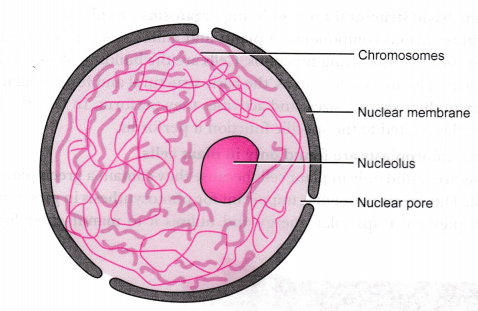 Chromosomes
Nuclear membrane
Nucleolus
Nuclear pore